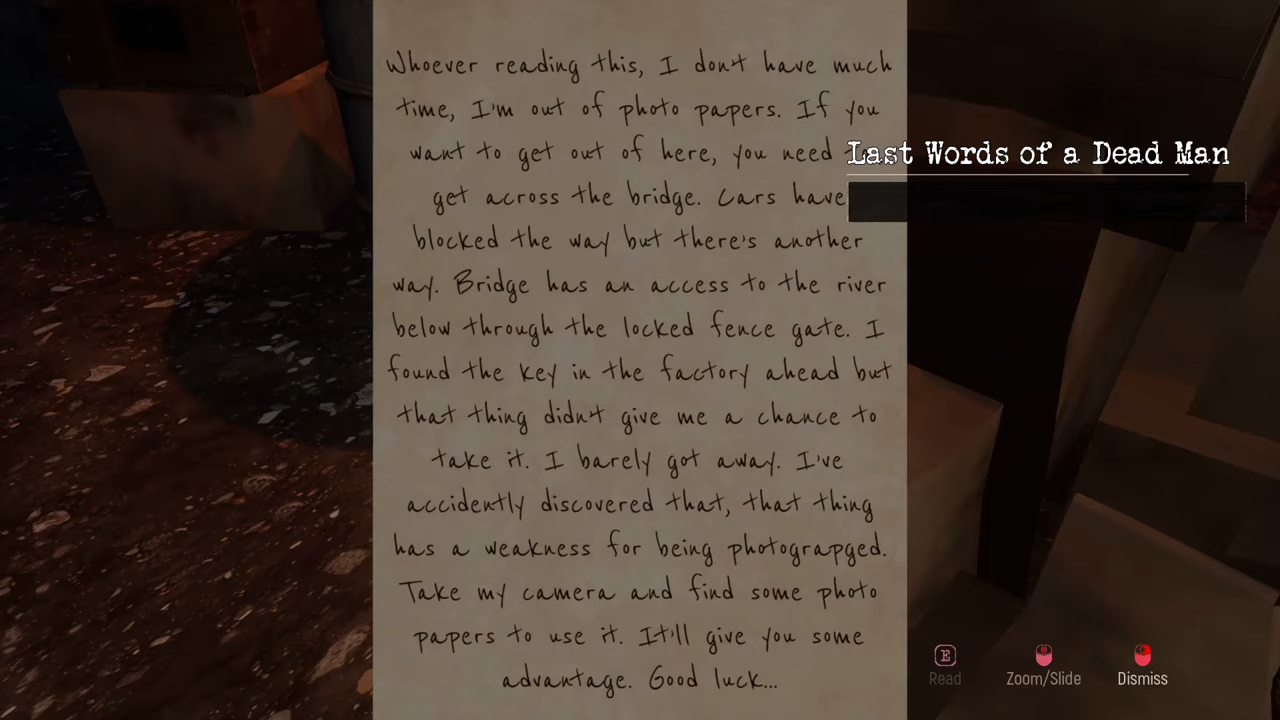 Whoever reading this, I don't have much
time, I'm out of photo papers. If you
want to get out of here, you need to
get across the bridge. Cars have
blocked the way but there's another
way. Bridge has an access to the river
below through the locked fence gate. I
found the key in the factory ahead but
that thing didn't give me a chance to
take it. I barely got away. I've
accidently discovered that, that thing
has a weakness for being photograpged.
Take my camera and find some photo
papers to use it. It'll give you some
advantage. Good luck...
Last Words of a Dead Man
E
Read
Zoom/Slide
Dismiss